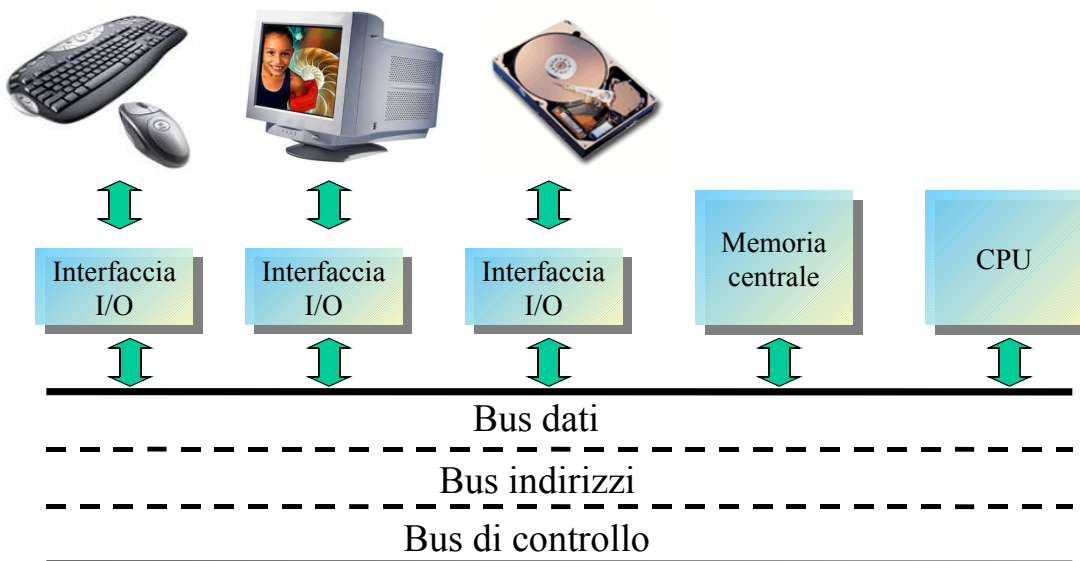 Interfaccia
I/O
Interfaccia
I/O
Interfaccia
I/O
Memoria
centrale
CPU
Bus dati
Bus indirizzi
Bus di controllo